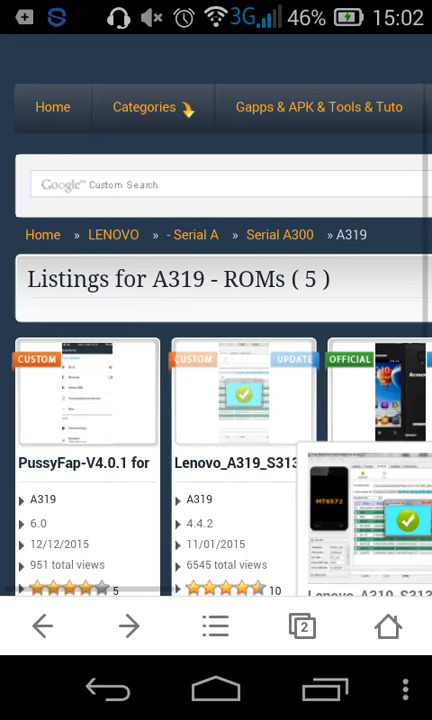 3G 46% 15:02
Home Categories Gapps & APK & Tools & Tuto
Google™ Custom Search
Home » LENOVO » - Serial A » Serial A300 » A319
Listings for A319 - ROMs ( 5 )
CUSTOM CUSTOM UPDATE OFFICIAL
PussyFap-V4.0.1 for Lenovo_A319_S313
MT6572
A319 A319
6.0 4.4.2
12/12/2015 11/01/2015
951 total views 6545 total views
5 10
Lenovo_A319_S313
2